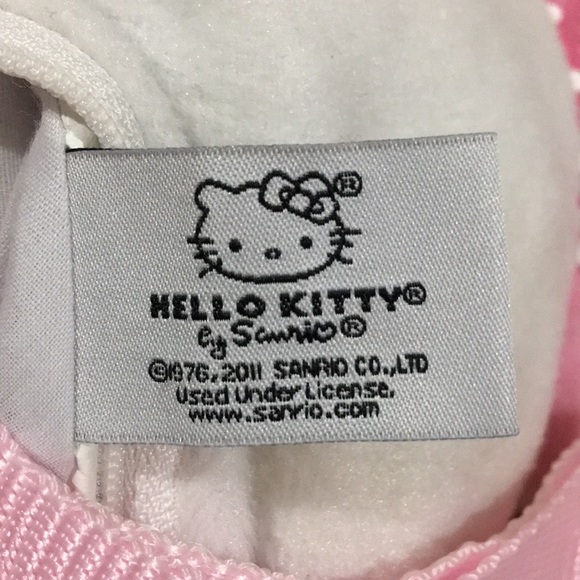 ®
HELLO KITTY®
by Sanrio®
©1976, 2011 SANRIO CO.,LTD
Used Under License.
www.sanrio.com